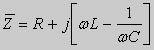 Z̅ = R + j[ωL − 1/ωC]